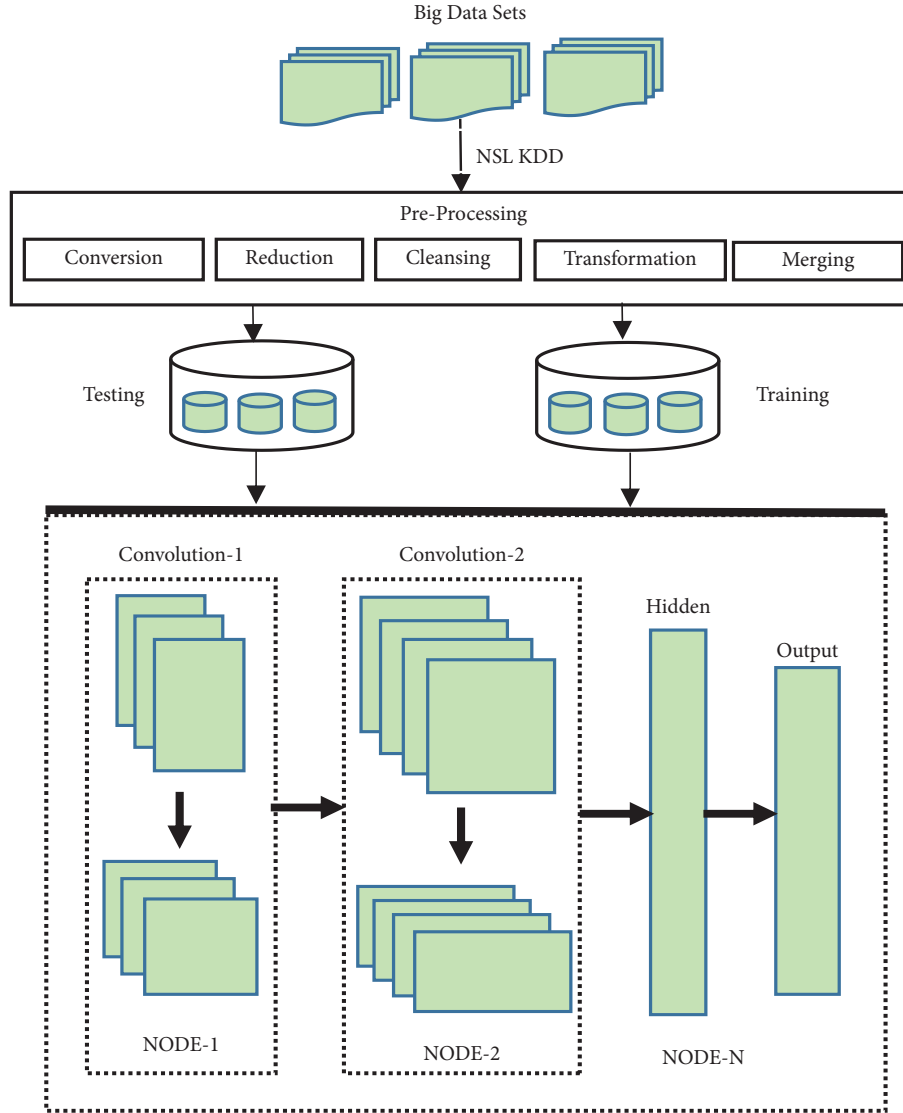 Big Data Sets
NSL KDD
Pre-Processing
Conversion
Reduction
Cleansing
Transformation
Merging
Testing
Training
Convolution-1
Convolution-2
Hidden
Output
NODE-1
NODE-2
NODE-N